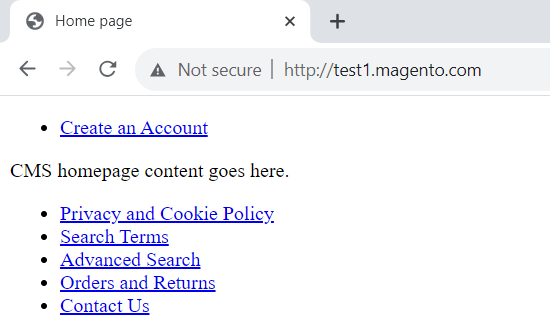 Home page
Not secure | http://test1.magento.com
Create an Account
CMS homepage content goes here.
Privacy and Cookie Policy
Search Terms
Advanced Search
Orders and Returns
Contact Us